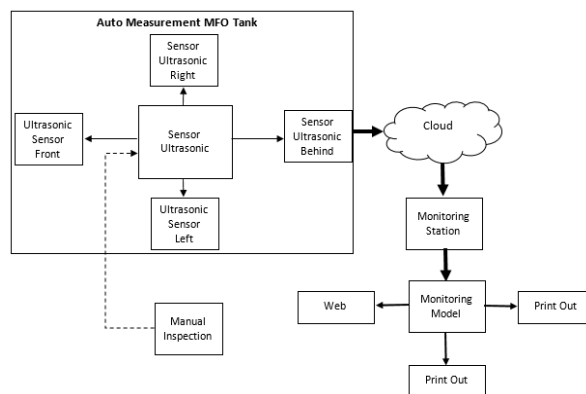 Auto Measurement MFO Tank
Sensor
Ultrasonic
Right
Ultrasonic
Sensor
Front
Sensor
Ultrasonic
Sensor
Ultrasonic
Behind
Cloud
Ultrasonic
Sensor
Left
Monitoring
Station
Manual
Inspection
Web
Monitoring
Model
Print Out
Print Out